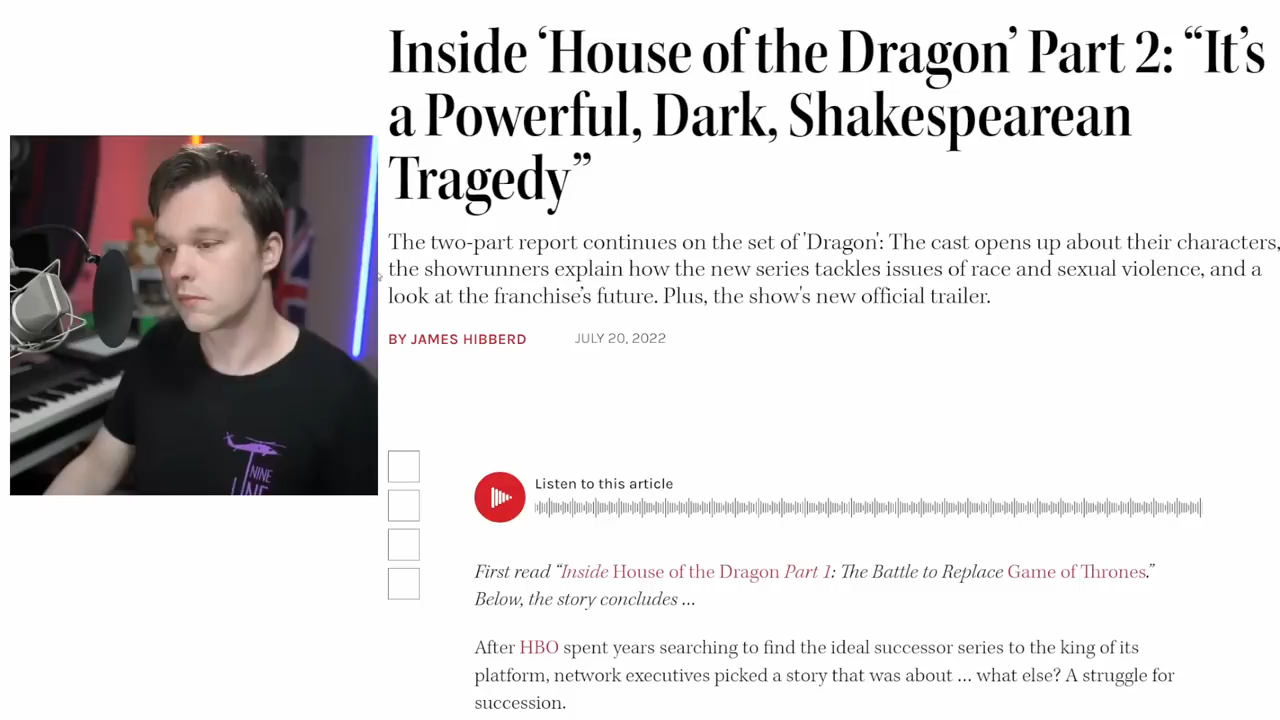 Inside ‘House of the Dragon’ Part 2: “It’s
a Powerful, Dark, Shakespearean
Tragedy”
The two-part report continues on the set of 'Dragon': The cast opens up about their characters,
the showrunners explain how the new series tackles issues of race and sexual violence, and a
look at the franchise’s future. Plus, the show's new official trailer.
BY JAMES HIBBERD JULY 20, 2022
Listen to this article
NINE
LINE
First read “Inside House of the Dragon Part 1: The Battle to Replace Game of Thrones.”
Below, the story concludes …
After HBO spent years searching to find the ideal successor series to the king of its
platform, network executives picked a story that was about … what else? A struggle for
succession.